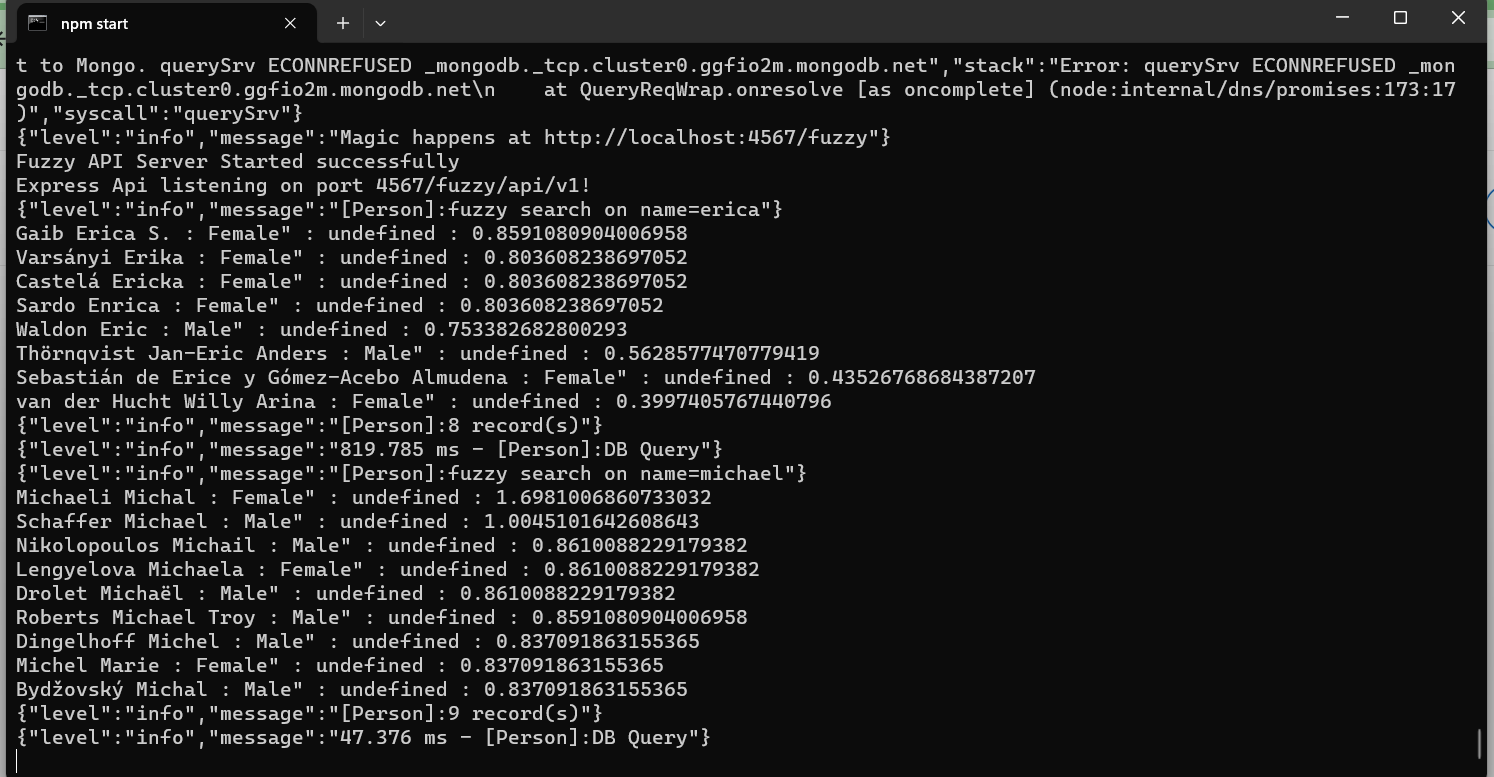 npm start
t to Mongo. querySrv ECONNREFUSED _mongodb._tcp.cluster0.ggfio2m.mongodb.net","stack":"Error: querySrv ECONNREFUSED _mon
godb._tcp.cluster0.ggfio2m.mongodb.net\n    at QueryReqWrap.onresolve [as oncomplete] (node:internal/dns/promises:173:17
)","syscall":"querySrv"}
{"level":"info","message":"Magic happens at http://localhost:4567/fuzzy"}
Fuzzy API Server Started successfully
Express Api listening on port 4567/fuzzy/api/v1!
{"level":"info","message":"[Person]:fuzzy search on name=erica"}
Gaib Erica S. : Female" : undefined : 0.8591080904006958
Varsányi Erika : Female" : undefined : 0.803608238697052
Castelá Ericka : Female" : undefined : 0.803608238697052
Sardo Enrica : Female" : undefined : 0.803608238697052
Waldon Eric : Male" : undefined : 0.753382682800293
Thörnqvist Jan-Eric Anders : Male" : undefined : 0.5628577470779419
Sebastián de Erice y Gómez-Acebo Almudena : Female" : undefined : 0.43526768684387207
van der Hucht Willy Arina : Female" : undefined : 0.3997405767440796
{"level":"info","message":"[Person]:8 record(s)"}
{"level":"info","message":"819.785 ms - [Person]:DB Query"}
{"level":"info","message":"[Person]:fuzzy search on name=michael"}
Michaeli Michal : Female" : undefined : 1.6981006860733032
Schaffer Michael : Male" : undefined : 1.0045101642608643
Nikolopoulos Michail : Male" : undefined : 0.8610088229179382
Lengyelova Michaela : Female" : undefined : 0.8610088229179382
Drolet Michaël : Male" : undefined : 0.8610088229179382
Roberts Michael Troy : Male" : undefined : 0.8591080904006958
Dingelhoff Michel : Male" : undefined : 0.837091863155365
Michel Marie : Female" : undefined : 0.837091863155365
Bydžovský Michal : Male" : undefined : 0.837091863155365
{"level":"info","message":"[Person]:9 record(s)"}
{"level":"info","message":"47.376 ms - [Person]:DB Query"}